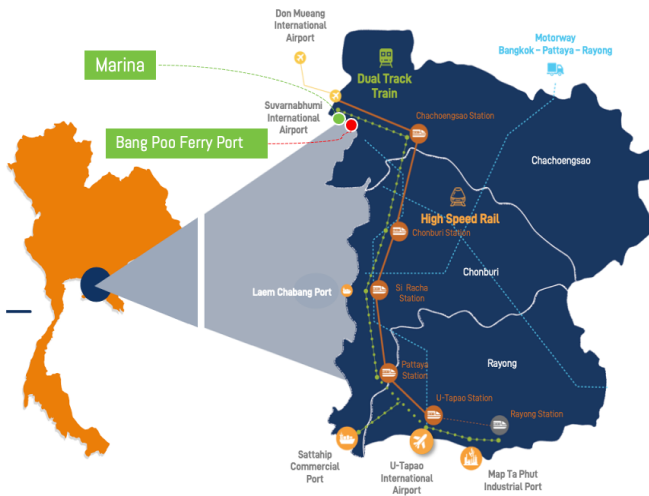 Don Mueang
International
Airport
Motorway
Bangkok – Pattaya – Rayong
Marina
Dual Track
Train
Suvarnabhumi
International
Airport
Chachoengsao Station
Bang Poo Ferry Port
Chachoengsao
High Speed Rail
Chonburi Station
Chonburi
Laem Chabang Port
Si Racha
Station
Pattaya
Station
Rayong
U-Tapao Station
Rayong Station
Sattahip
Commercial
Port
U-Tapao
International
Airport
Map Ta Phut
Industrial Port